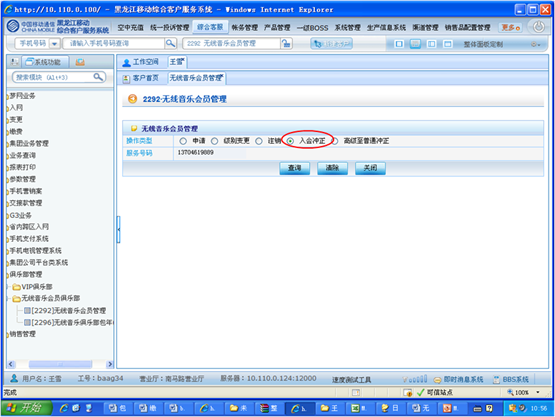 http://10.110.0.100/ - 黑龙江移动综合客户服务系统 - Windows Internet Explorer
中国移动通信 CHINA MOBILE 黑龙江移动 综合客户服务系统 空中充值 统一投诉管理 综合客服 帐务管理 产品管理 一级BOSS 系统管理 生产信息系统 渠道管理 销售品配置管理 更多
手机号码 请输入手机号码查询 2292 无线音乐会员管理 整体面板定制
系统功能 工作空间 王雪
搜索模块 (Alt+3) 客户首页 无线音乐会员管理
梦网业务
入网
变更
缴费
集团业务管理
业务查询
报表打印
参数管理
手机营销案
交接款管理
G3业务
省内跨区入网
手机支付系统
手机电视管理系统
集团公司平台类系统
俱乐部管理
VIP俱乐部
无线音乐会员俱乐部
[2292]无线音乐会员管理
[2296]无线音乐俱乐部包年
销售管理
2292-无线音乐会员管理
无线音乐会员管理
操作类型 申请 级别变更 注销 入会冲正 高级至普通冲正
服务号码 13704619889
查询 清除 关闭
用户名：王雪 工号：baag34 营业厅：南马路营业厅 服务器：10.110.0.124:12000 速度测试工具 即时消息系统 BBS系统
完成 可信站点 100%
开始 10:58